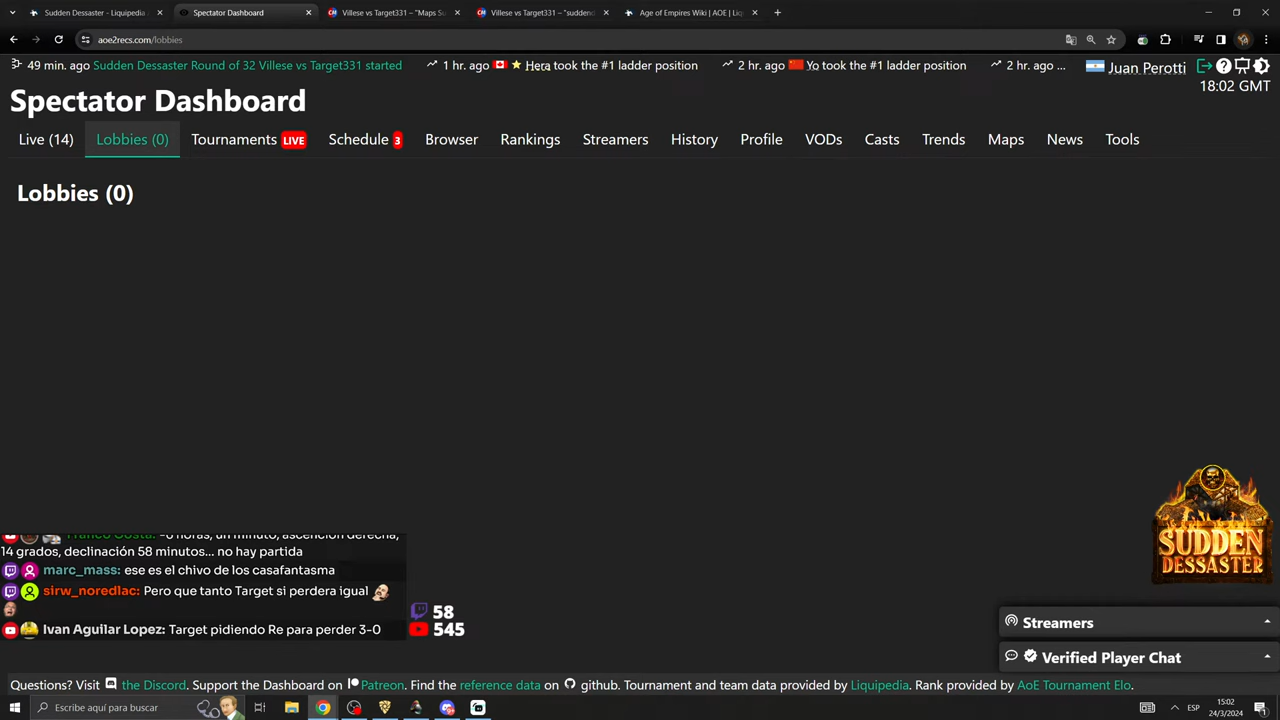 Sudden Dessaster - Liquipedia
Spectator Dashboard
Villese vs Target331 – "Maps S
Villese vs Target331 – "sudden
Age of Empires Wiki | AOE | Liq
aoe2recs.com/lobbies
49 min. ago Sudden Dessaster Round of 32 Villese vs Target331 started
1 hr. ago Hera took the #1 ladder position
2 hr. ago Yo took the #1 ladder position
2 hr. ago ...
Juan Perotti
18:02 GMT
Spectator Dashboard
Live (14) Lobbies (0) Tournaments LIVE Schedule 3 Browser Rankings Streamers History Profile VODs Casts Trends Maps News Tools
Lobbies (0)
Franco Costa: -6 horas, un minuto, ascención derecha,
14 grados, declinación 58 minutos... no hay partida
marc_mass: ese es el chivo de los casafantasma
sirw_noredlac: Pero que tanto Target si perdera igual
Ivan Aguilar Lopez: Target pidiendo Re para perder 3-0
58
545
SUDDEN
DESSASTER
Streamers
Verified Player Chat
Questions? Visit the Discord. Support the Dashboard on Patreon. Find the reference data on github. Tournament and team data provided by Liquipedia. Rank provided by AoE Tournament Elo.
Escribe aquí para buscar
ESP
15:02
24/3/2024